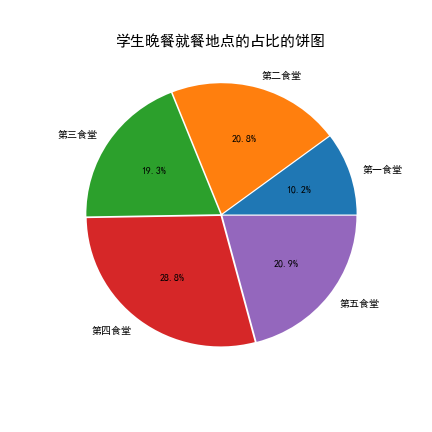 学生晚餐就餐地点的占比的饼图
第二食堂
第三食堂
20.8%
第一食堂
19.3%
10.2%
20.9%
28.8%
第五食堂
第四食堂